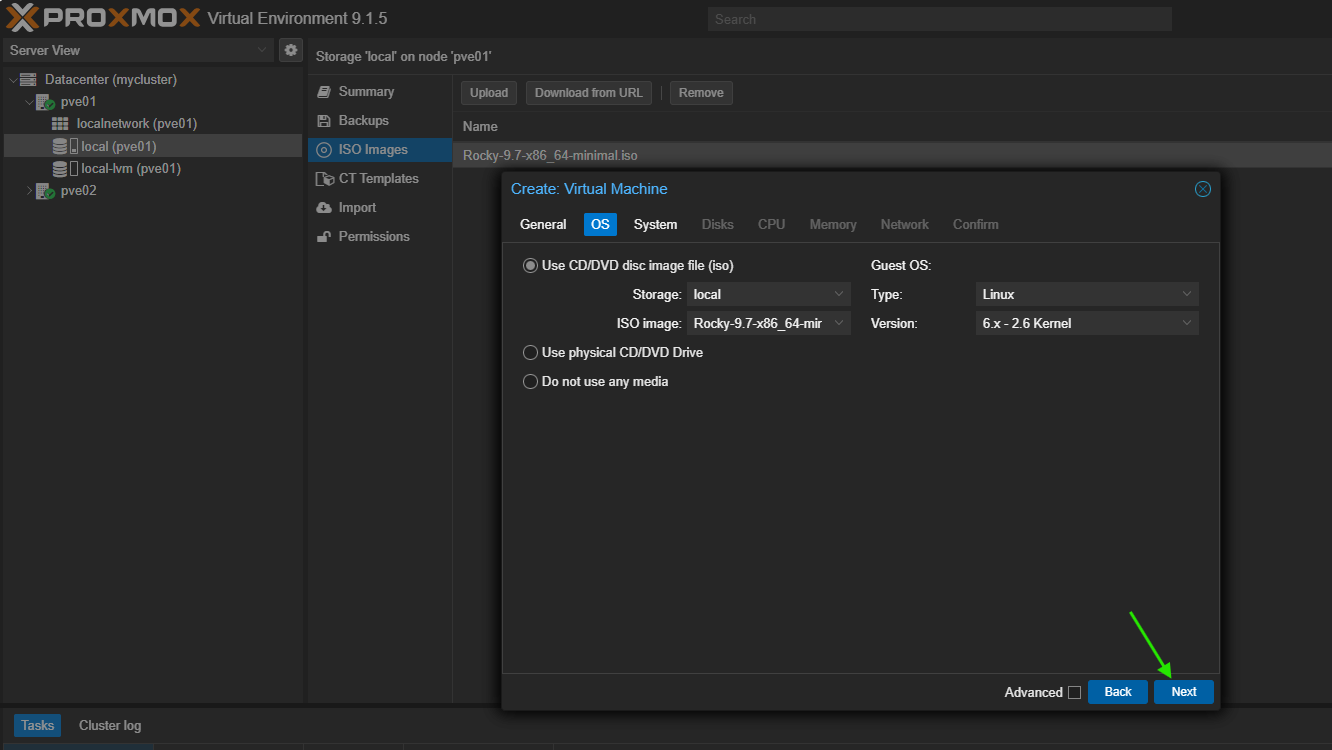 PROXMOX Virtual Environment 9.1.5
Search
Server View
Storage 'local' on node 'pve01'
Datacenter (mycluster)
pve01
localnetwork (pve01)
local (pve01)
local-lvm (pve01)
pve02
Summary
Backups
ISO Images
CT Templates
Import
Permissions
Upload Download from URL Remove
Name
Rocky-9.7-x86_64-minimal.iso
Create: Virtual Machine
General OS System Disks CPU Memory Network Confirm
Use CD/DVD disc image file (iso) Guest OS:
Storage: local Type: Linux
ISO image: Rocky-9.7-x86_64-mir Version: 6.x - 2.6 Kernel
Use physical CD/DVD Drive
Do not use any media
Advanced Back Next
Tasks Cluster log